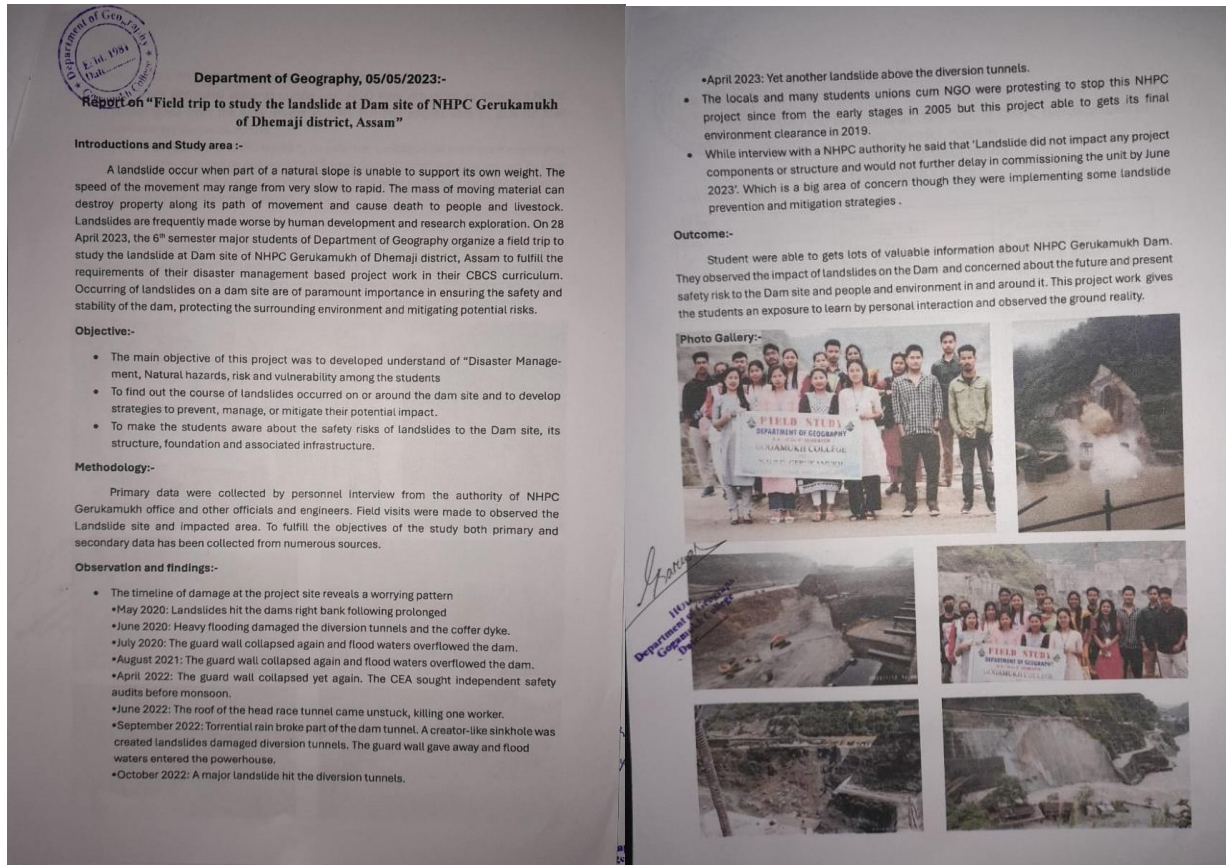 Department of Geography
Estd. 1981
Gogamukh College
Department of Geography, 05/05/2023:-
Report on “Field trip to study the landslide at Dam site of NHPC Gerukamukh
of Dhemaji district, Assam”
Introductions and Study area :-
A landslide occur when part of a natural slope is unable to support its own weight. The
speed of the movement may range from very slow to rapid. The mass of moving material can
destroy property along its path of movement and cause death to people and livestock.
Landslides are frequently made worse by human development and research exploration. On 28
April 2023, the 6th semester major students of Department of Geography organize a field trip to
study the landslide at Dam site of NHPC Gerukamukh of Dhemaji district, Assam to fulfill the
requirements of their disaster management based project work in their CBCS curriculum.
Occurring of landslides on a dam site are of paramount importance in ensuring the safety and
stability of the dam, protecting the surrounding environment and mitigating potential risks.
Objective:-
• The main objective of this project was to developed understand of “Disaster Manage-
ment, Natural hazards, risk and vulnerability among the students
• To find out the course of landslides occurred on or around the dam site and to develop
strategies to prevent, manage, or mitigate their potential impact.
• To make the students aware about the safety risks of landslides to the Dam site, its
structure, foundation and associated infrastructure.
Methodology:-
Primary data were collected by personnel interview from the authority of NHPC
Gerukamukh office and other officials and engineers. Field visits were made to observed the
Landslide site and impacted area. To fulfill the objectives of the study both primary and
secondary data has been collected from numerous sources.
Observation and findings:-
• The timeline of damage at the project site reveals a worrying pattern
•May 2020: Landslides hit the dams right bank following prolonged
•June 2020: Heavy flooding damaged the diversion tunnels and the coffer dyke.
•July 2020: The guard wall collapsed again and flood waters overflowed the dam.
•August 2021: The guard wall collapsed again and flood waters overflowed the dam.
•April 2022: The guard wall collapsed yet again. The CEA sought independent safety
audits before monsoon.
•June 2022: The roof of the head race tunnel came unstuck, killing one worker.
•September 2022: Torrential rain broke part of the dam tunnel. A creator-like sinkhole was
created landslides damaged diversion tunnels. The guard wall gave away and flood
waters entered the powerhouse.
•October 2022: A major landslide hit the diversion tunnels.
•April 2023: Yet another landslide above the diversion tunnels.
• The locals and many students unions cum NGO were protesting to stop this NHPC
project since from the early stages in 2005 but this project able to gets its final
environment clearance in 2019.
• While interview with a NHPC authority he said that ‘Landslide did not impact any project
components or structure and would not further delay in commissioning the unit by June
2023’. Which is a big area of concern though they were implementing some landslide
prevention and mitigation strategies .
Outcome:-
Student were able to gets lots of valuable information about NHPC Gerukamukh Dam.
They observed the impact of landslides on the Dam and concerned about the future and present
safety risk to the Dam site and people and environment in and around it. This project work gives
the students an exposure to learn by personal interaction and observed the ground reality.
Photo Gallery:-
FIELD STUDY
DEPARTMENT OF GEOGRAPHY
GOGAMUKH COLLEGE
NHPC GERUKAMUKH
HOD
Department of Geography
FIELD STUDY
DEPARTMENT OF GEOGRAPHY
GOGAMUKH COLLEGE